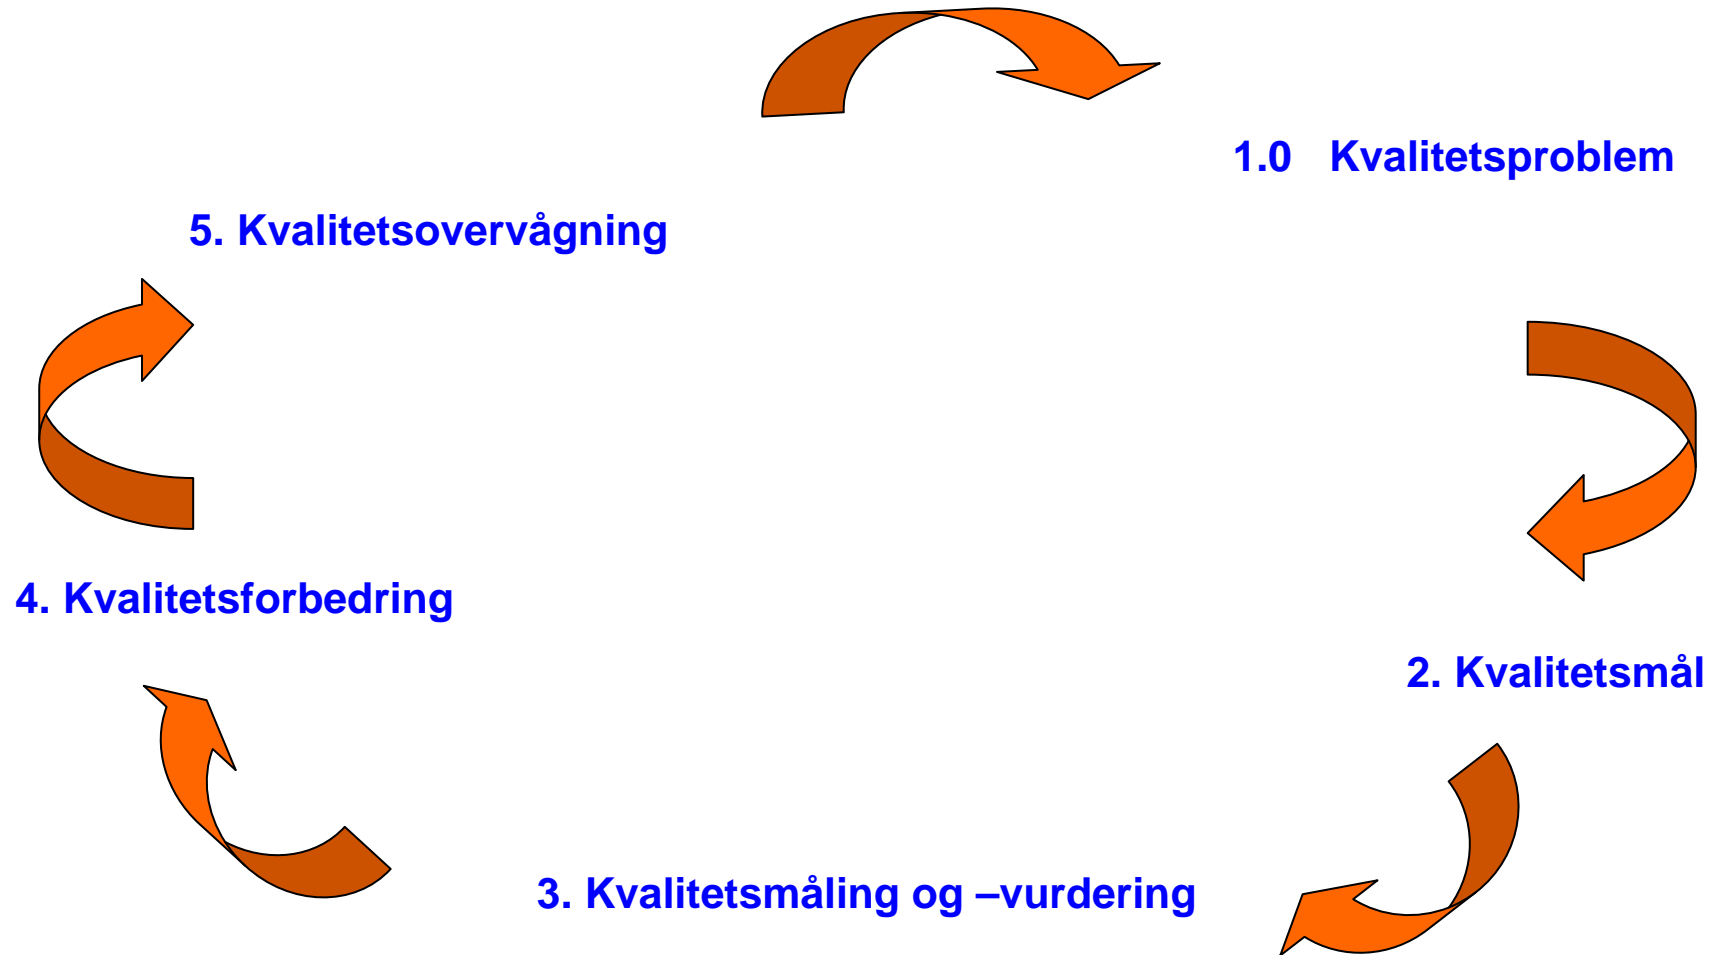 1.0 Kvalitetsproblem
5. Kvalitetsovervågning
4. Kvalitetsforbedring
2. Kvalitetsmål
3. Kvalitetsmåling og –vurdering